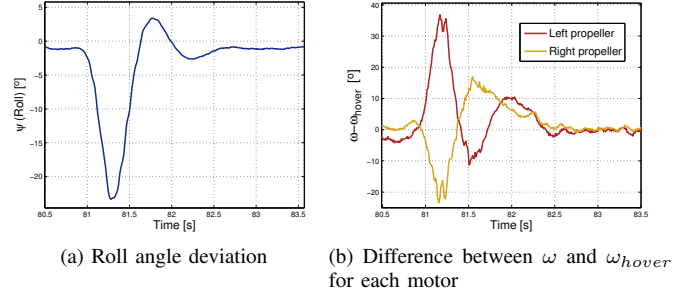 5
0
−5
−10
−15
−20
80.5 81 81.5 82 82.5 83 83.5
Time [s]
ψ (Roll) [º]
(a) Roll angle deviation
40
30
20
10
0
−10
−20
80.5 81 81.5 82 82.5 83 83.5
Time [s]
ω−ωhover [º]
Left propeller
Right propeller
(b) Difference between ω and ωhover
for each motor